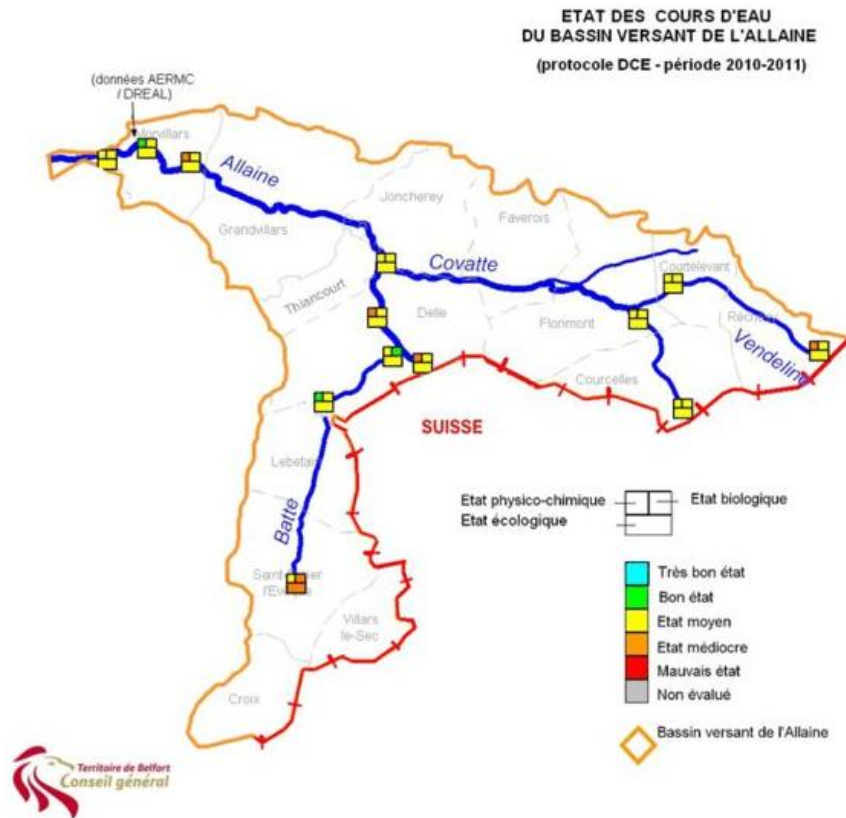 ETAT DES COURS D'EAU
DU BASSIN VERSANT DE L'ALLAINE
(protocole DCE - période 2010-2011)
(données AERMC
/ DREAL)
Morvillars
Allaine
Joncherey
Grandvillars
Faverois
Covatte
Courtelevant
Thiancourt
Delle
Florimont
Réchésy
Vendeline
Courcelles
SUISSE
Lebetain
Batte
Etat physico-chimique
Etat biologique
Etat écologique
Très bon état
Bon état
Etat moyen
Etat médiocre
Mauvais état
Non évalué
Villars
le-Sec
Croix
Bassin versant de l'Allaine
Territoire de Belfort
Conseil général